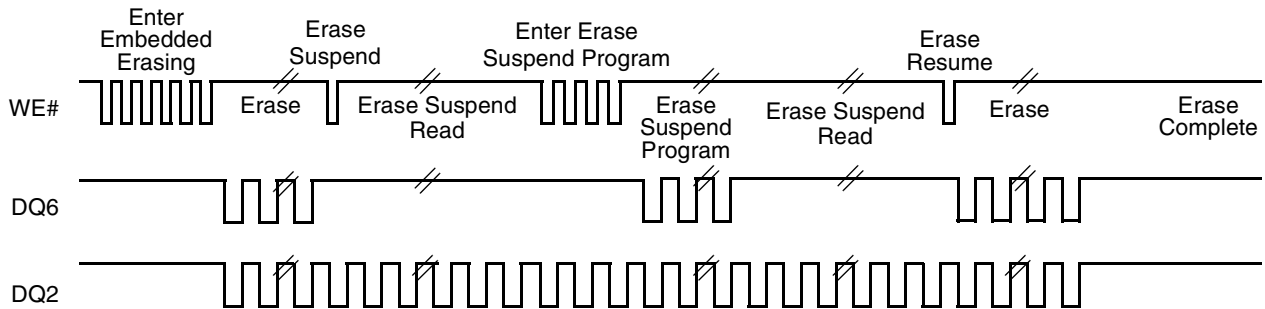 Enter
Embedded
Erasing
Erase
Suspend
Enter Erase
Suspend Program
Erase
Resume
WE#
Erase
Erase Suspend
Read
Erase
Suspend
Program
Erase Suspend
Read
Erase
Erase
Complete
DQ6
DQ2